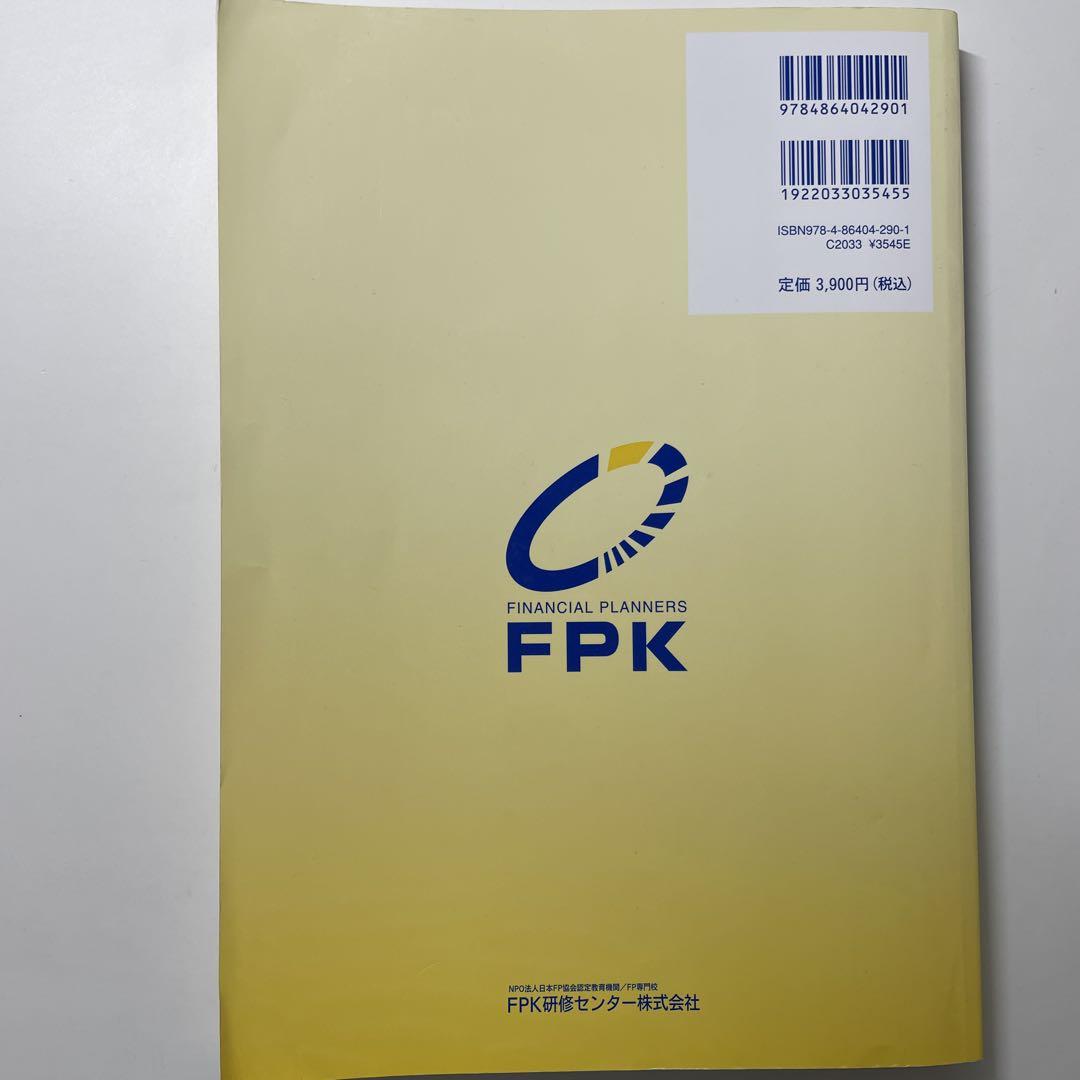 9784864042901
1922033035455
ISBN978-4-86404-290-1
C2033 ¥3545E
定価 3,900円(税込)
FINANCIAL PLANNERS
FPK
NPO法人日本FP協会認定教育機関/FP専門校
FPK研修センター株式会社